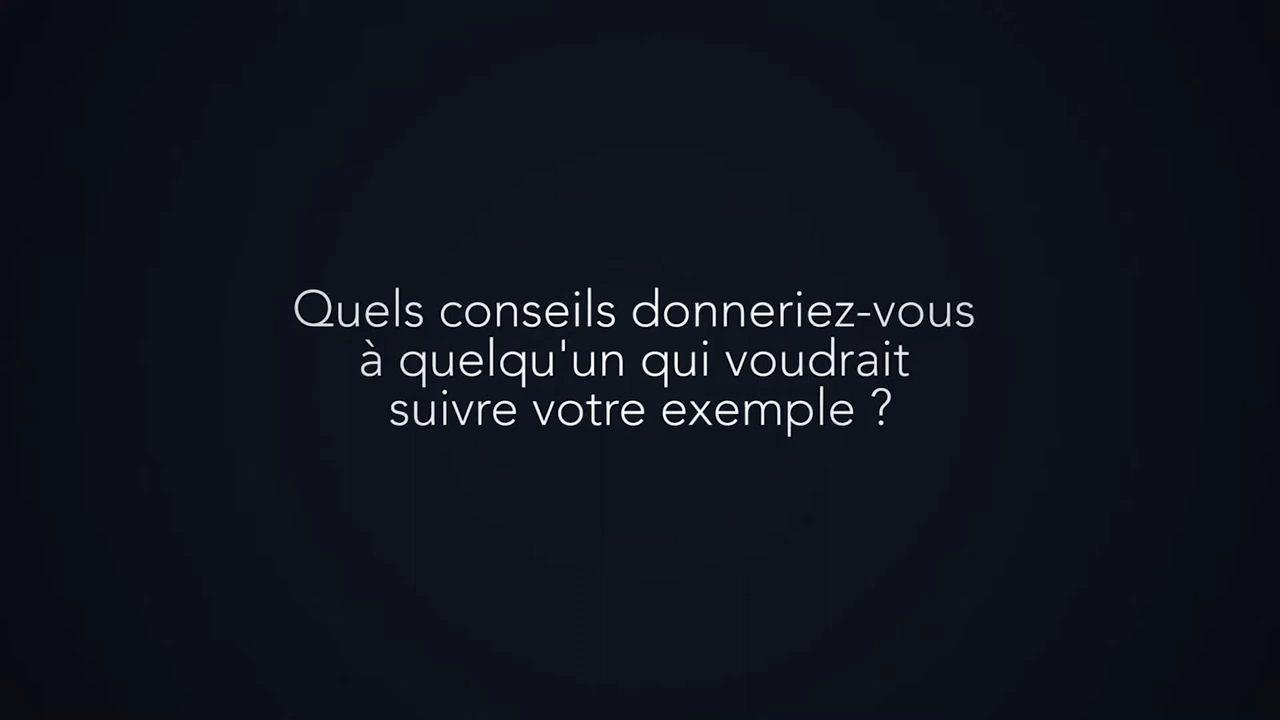 Quels conseils donneriez-vous
à quelqu'un qui voudrait
suivre votre exemple ?